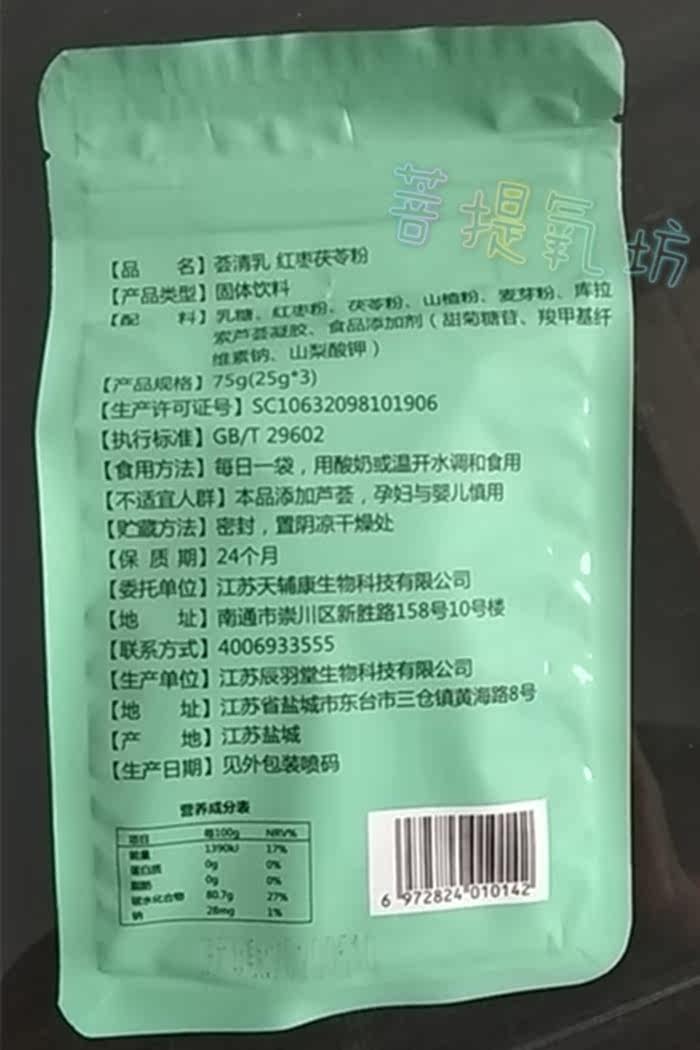 菩提氧坊
【品 名】荟清乳 红枣茯苓粉
【产品类型】固体饮料
【配 料】乳糖、红枣粉、茯苓粉、山楂粉、麦芽粉、库拉
索芦荟凝胶、食品添加剂（甜菊糖苷、羧甲基纤
维素钠、山梨酸钾）
【产品规格】75g(25g*3)
【生产许可证号】SC10632098101906
【执行标准】GB/T 29602
【食用方法】每日一袋，用酸奶或温开水调和食用
【不适宜人群】本品添加芦荟，孕妇与婴儿慎用
【贮藏方法】密封，置阴凉干燥处
【保 质 期】24个月
【委托单位】江苏天辅康生物科技有限公司
【地 址】南通市崇川区新胜路158号10号楼
【联系方式】4006933555
【生产单位】江苏辰羽堂生物科技有限公司
【地 址】江苏省盐城市东台市三仓镇黄海路8号
【产 地】江苏盐城
【生产日期】见外包装喷码
营养成分表
项目 每100g NRV%
能量 1390kJ 17%
蛋白质 0g 0%
脂肪 0g 0%
碳水化合物 80.7g 27%
钠 28mg 1%
6 972824 010142